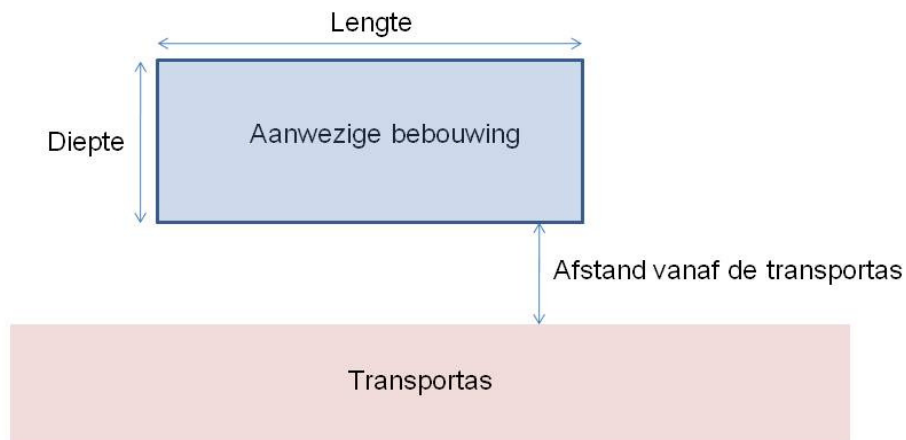 Lengte
Diepte
Aanwezige bebouwing
Afstand vanaf de transportas
Transportas